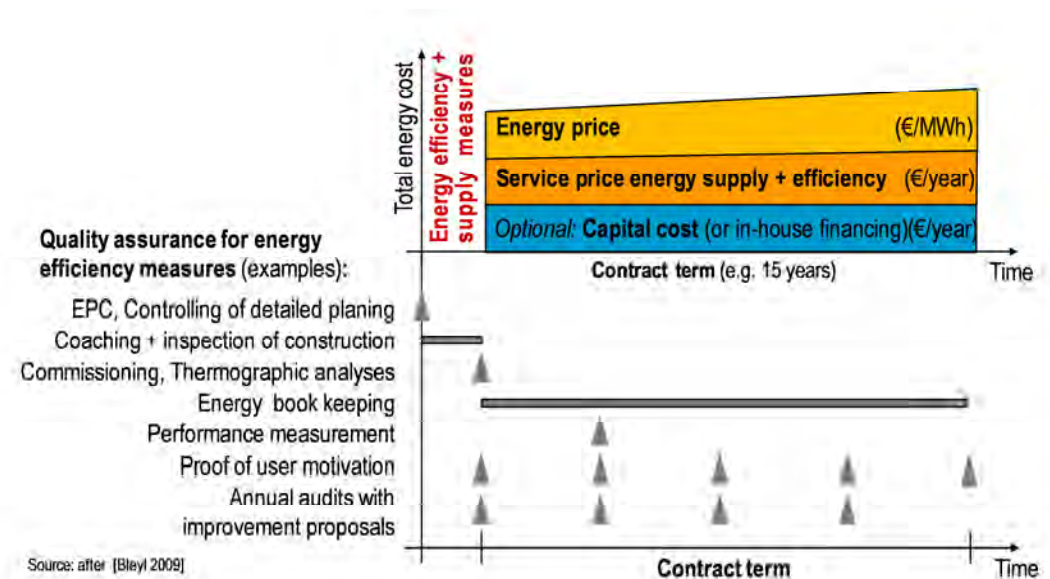 Total energy cost
Energy efficiency +
supply measures
Energy price (€/MWh)
Service price energy supply + efficiency (€/year)
Optional: Capital cost (or in-house financing)(€/year)
Contract term (e.g. 15 years)
Time
Quality assurance for energy
efficiency measures (examples):
EPC, Controlling of detailed planing
Coaching + inspection of construction
Commissioning, Thermographic analyses
Energy book keeping
Performance measurement
Proof of user motivation
Annual audits with
improvement proposals
Source: after [Bleyl 2009]
Contract term
Time